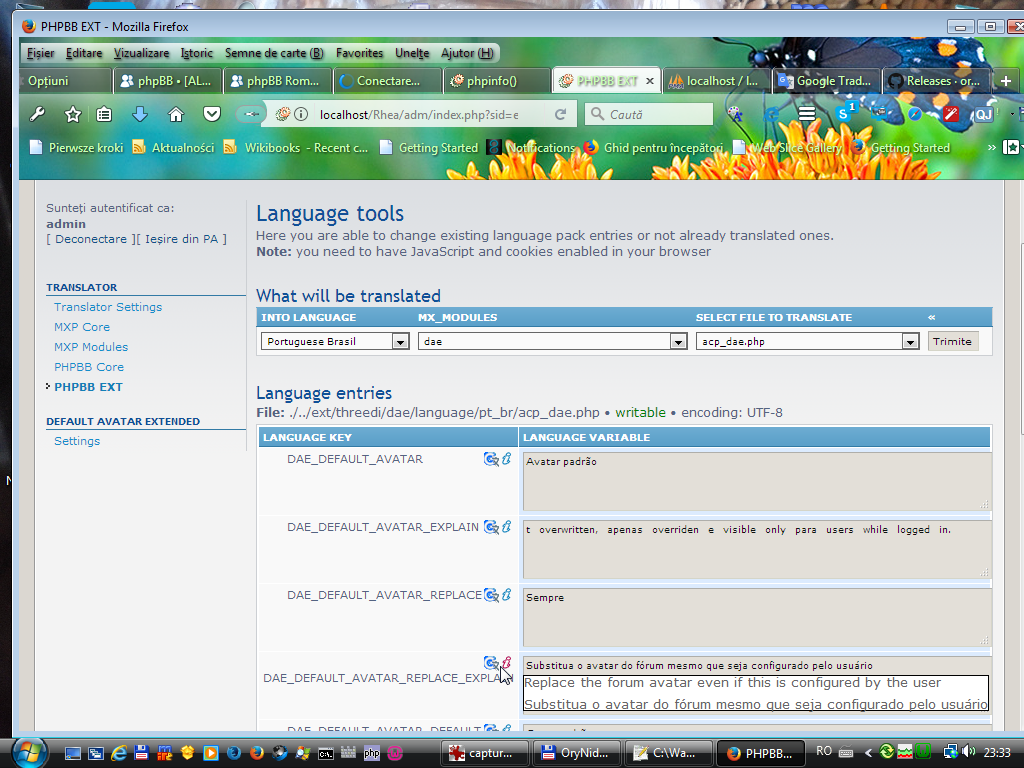 PHPBB EXT - Mozilla Firefox
Fișier Editare Vizualizare Istoric Semne de carte (B) Favorites Unelte Ajutor (H)
Opțiuni phpBB • [AL... phpBB Rom... Conectare... phpinfo() PHPBB EXT localhost / l... Google Trad... Releases · or...
localhost/Rhea/adm/index.php?sid=e
Caută
Pierwsze kroki Aktualności Wikibooks - Recent c... Getting Started Notifications Ghid pentru începători Web Slice Gallery Getting Started
Sunteți autentificat ca:
admin
[ Deconectare ][ Ieșire din PA ]
TRANSLATOR
Translator Settings
MXP Core
MXP Modules
PHPBB Core
PHPBB EXT
DEFAULT AVATAR EXTENDED
Settings
Language tools
Here you are able to change existing language pack entries or not already translated ones.
Note: you need to have JavaScript and cookies enabled in your browser
What will be translated
INTO LANGUAGE MX_MODULES SELECT FILE TO TRANSLATE «
Portuguese Brasil dae acp_dae.php Trimite
Language entries
File: ./../ext/threedi/dae/language/pt_br/acp_dae.php • writable • encoding: UTF-8
LANGUAGE KEY LANGUAGE VARIABLE
DAE_DEFAULT_AVATAR Avatar padrão
DAE_DEFAULT_AVATAR_EXPLAIN t overwritten, apenas overriden e visible only para users while logged in.
DAE_DEFAULT_AVATAR_REPLACE Sempre
Substitua o avatar do fórum mesmo que seja configurado pelo usuário
DAE_DEFAULT_AVATAR_REPLACE_EXPLAIN
Replace the forum avatar even if this is configured by the user
Substitua o avatar do fórum mesmo que seja configurado pelo usuário
captur... OryNid... C:\Wa... PHPBB... RO 23:33